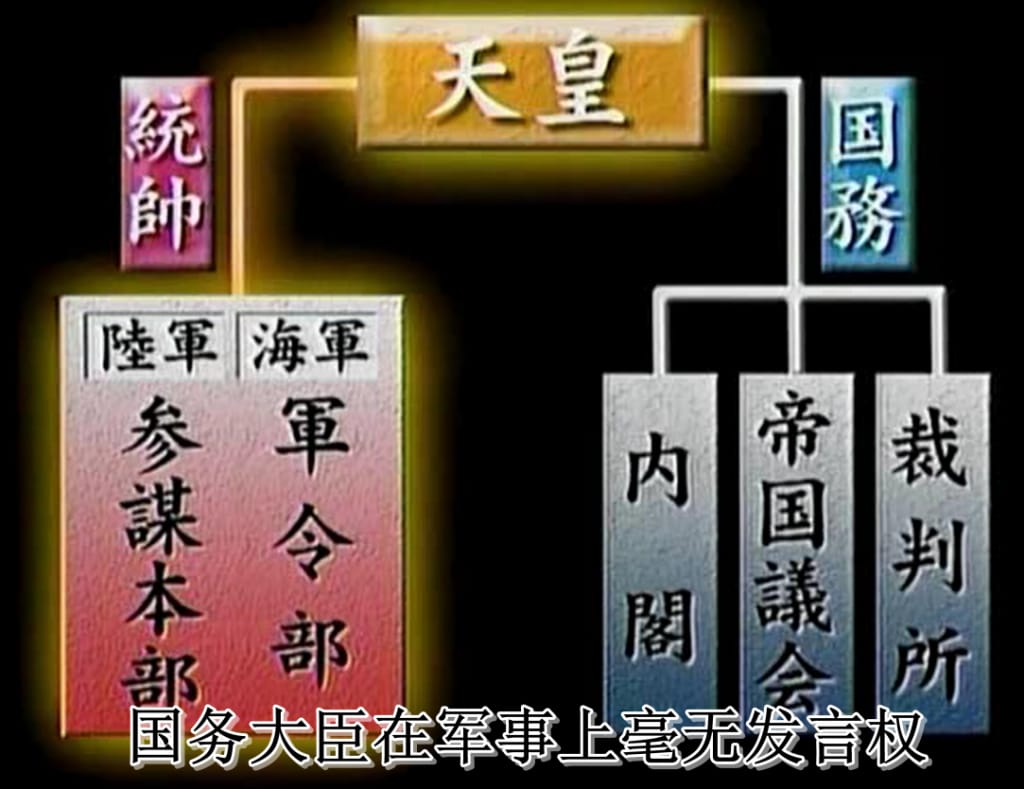 天皇
統帥
国務
陸軍
参謀本部
海軍
軍令部
内閣
帝国議会
裁判所
国务大臣在军事上毫无发言权